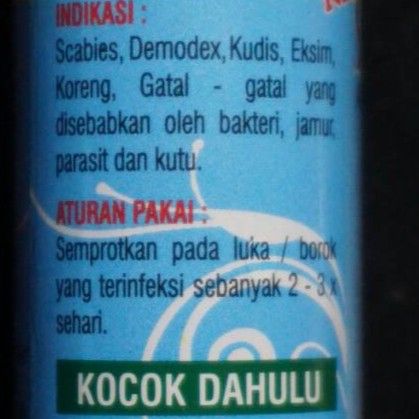 INDIKASI :
Scabies, Demodex, Kudis, Eksim,
Koreng, Gatal - gatal yang
disebabkan oleh bakteri, jamur,
parasit dan kutu.
ATURAN PAKAI :
Semprotkan pada luka / borok
yang terinfeksi sebanyak 2 - 3 x
sehari.
KOCOK DAHULU